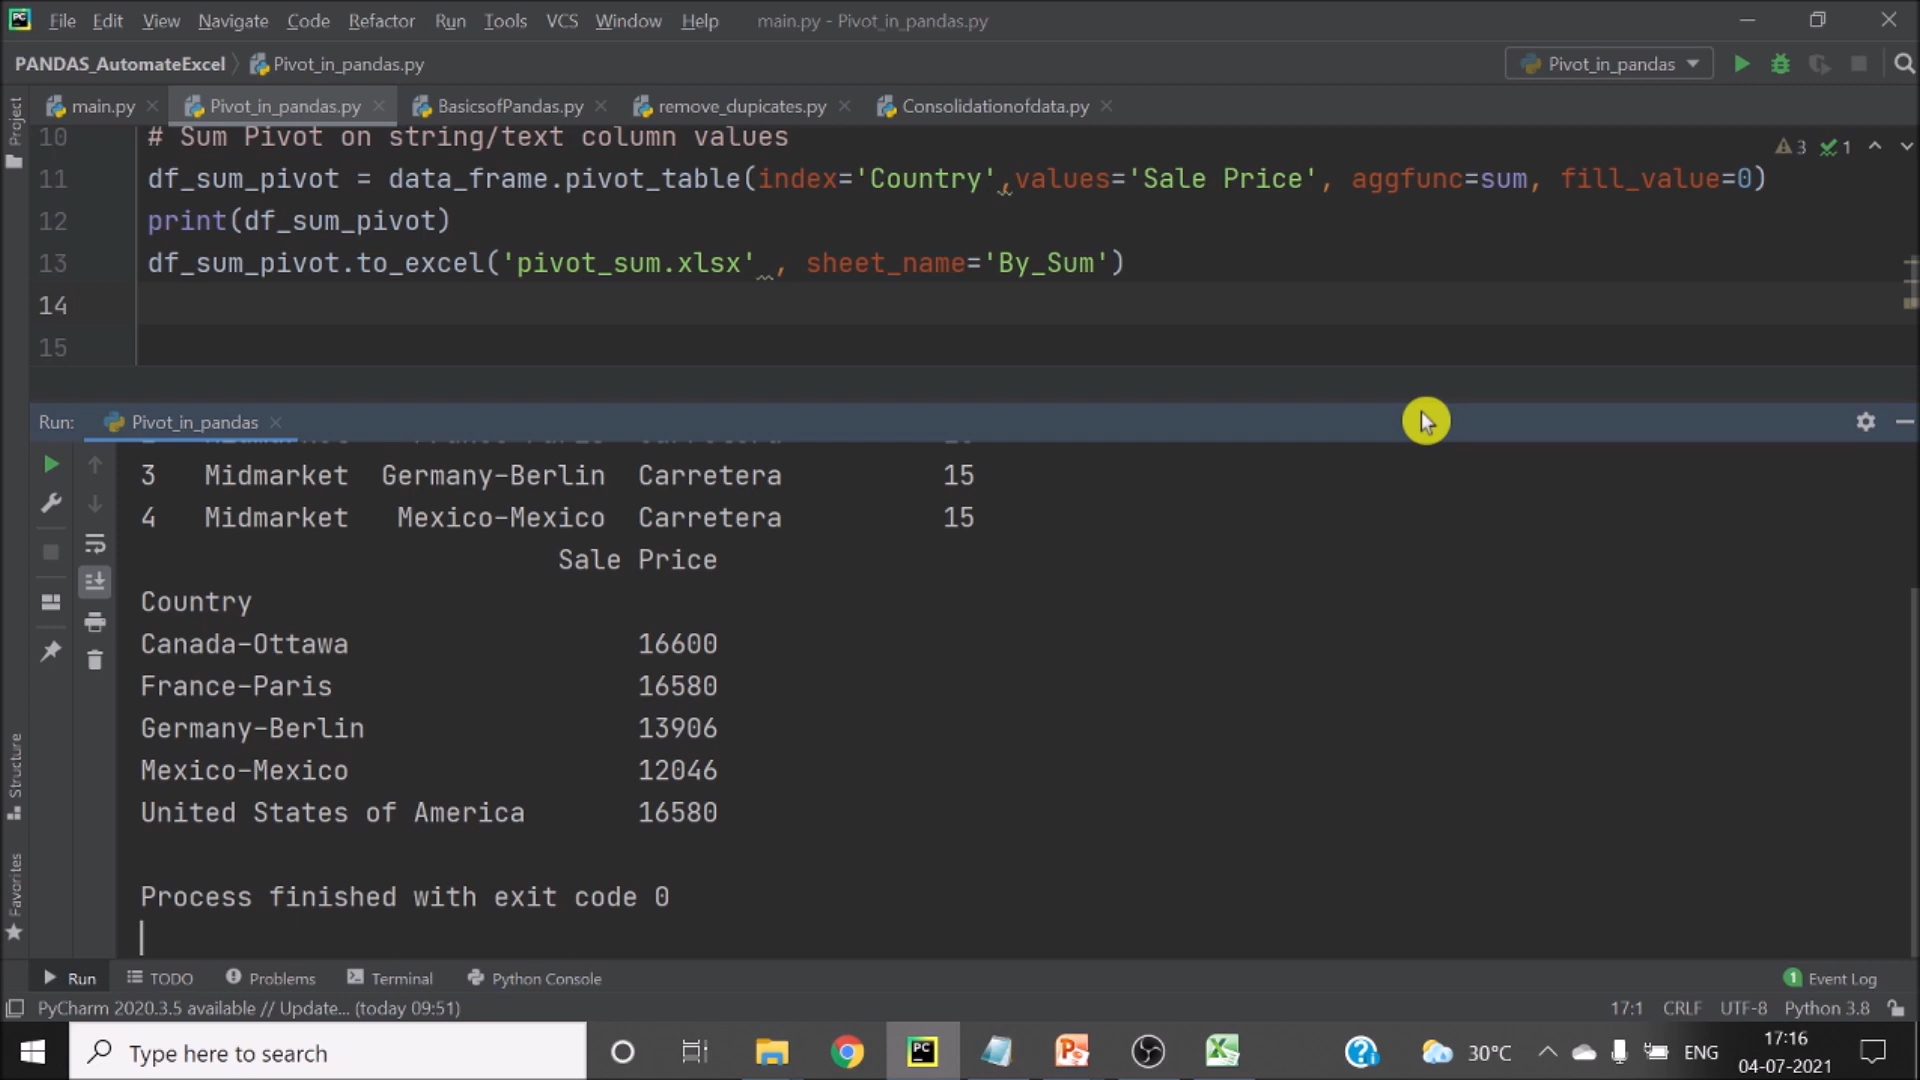 File Edit View Navigate Code Refactor Run Tools VCS Window Help main.py - Pivot_in_pandas.py
PANDAS_AutomateExcel Pivot_in_pandas.py Pivot_in_pandas
main.py Pivot_in_pandas.py BasicsofPandas.py remove_dupicates.py Consolidationofdata.py
Project
10 # Sum Pivot on string/text column values
3 1
11 df_sum_pivot = data_frame.pivot_table(index='Country',values='Sale Price', aggfunc=sum, fill_value=0)
12 print(df_sum_pivot)
13 df_sum_pivot.to_excel('pivot_sum.xlsx' , sheet_name='By_Sum')
14
15
Run: Pivot_in_pandas
3 Midmarket Germany-Berlin Carretera 15
4 Midmarket Mexico-Mexico Carretera 15
Sale Price
Country
Canada-Ottawa 16600
France-Paris 16580
Germany-Berlin 13906
Mexico-Mexico 12046
United States of America 16580
Process finished with exit code 0
Structure
Favorites
Run TODO Problems Terminal Python Console 1 Event Log
PyCharm 2020.3.5 available // Update... (today 09:51) 17:1 CRLF UTF-8 Python 3.8
Type here to search 30°C ENG 17:16
04-07-2021